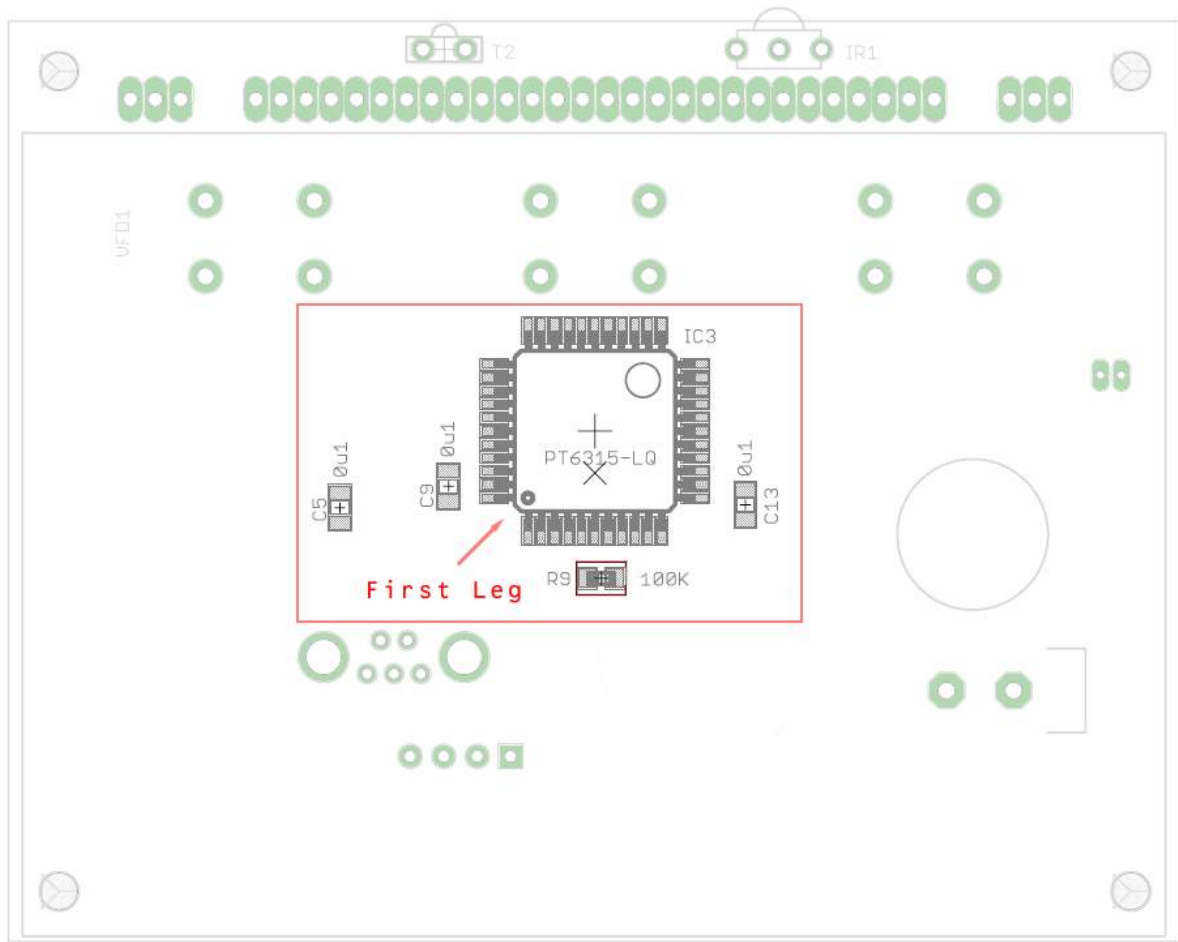 T2
IR1
VFD1
IC3
PT6315-LQ
0u1
C5
0u1
C9
0u1
C13
First Leg
R9
100K